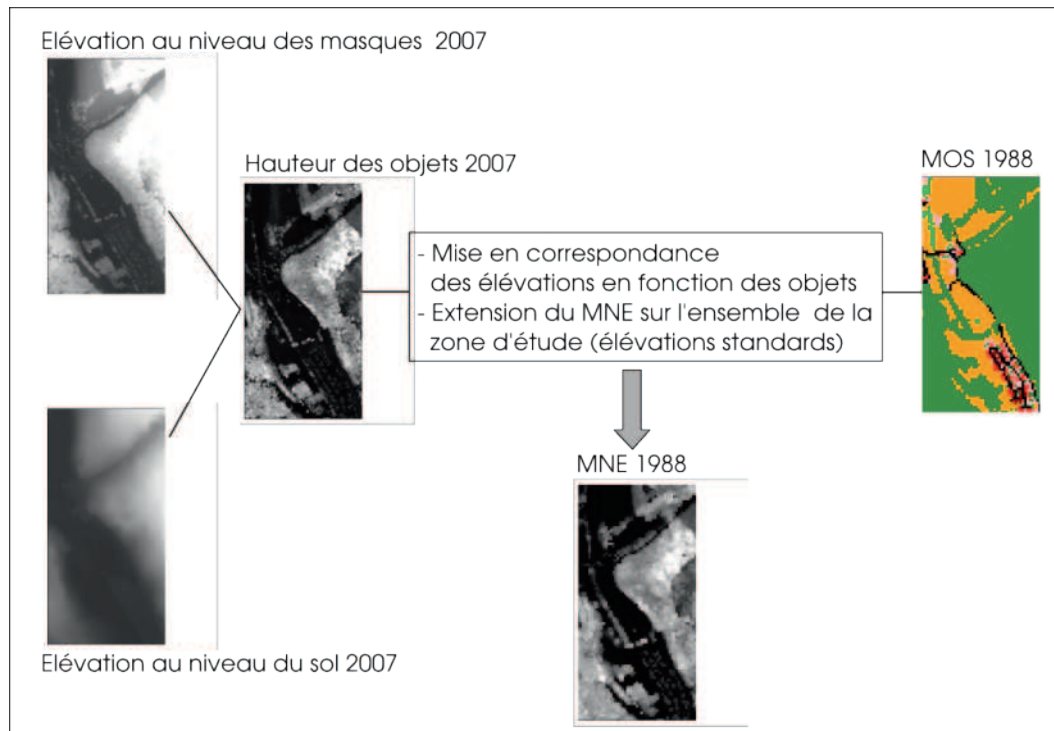 Elévation au niveau des masques 2007
Hauteur des objets 2007
MOS 1988
- Mise en correspondance
des élévations en fonction des objets
- Extension du MNE sur l'ensemble de la
zone d'étude (élévations standards)
MNE 1988
Elévation au niveau du sol 2007